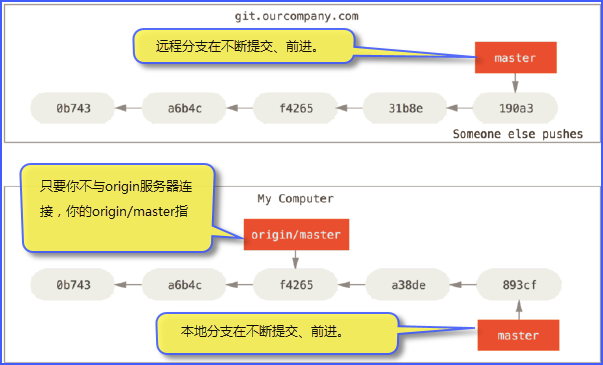 git.ourcompany.com
远程分支在不断提交、前进。
master
0b743 a6b4c f4265 31b8e 190a3
Someone else pushes
只要你不与origin服务器连
接，你的origin/master指
My Computer
origin/master
0b743 a6b4c f4265 a38de 893cf
本地分支在不断提交、前进。
master